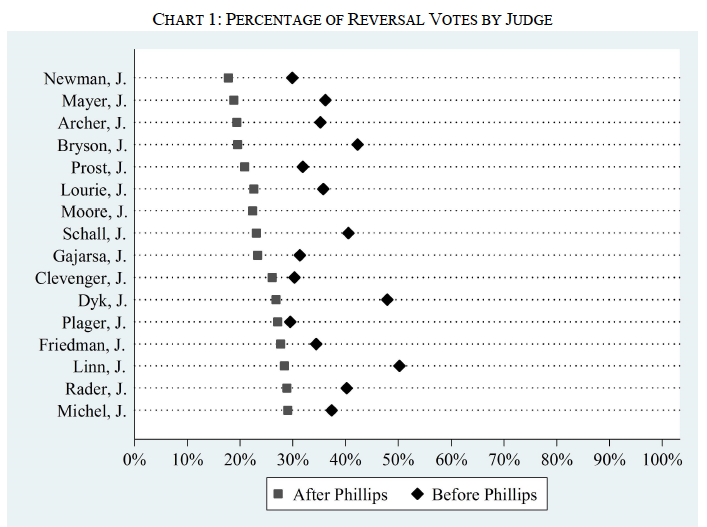 CHART 1: PERCENTAGE OF REVERSAL VOTES BY JUDGE
Newman, J.
Mayer, J.
Archer, J.
Bryson, J.
Prost, J.
Lourie, J.
Moore, J.
Schall, J.
Gajarsa, J.
Clevenger, J.
Dyk, J.
Plager, J.
Friedman, J.
Linn, J.
Rader, J.
Michel, J.
0% 10% 20% 30% 40% 50% 60% 70% 80% 90% 100%
After Phillips Before Phillips